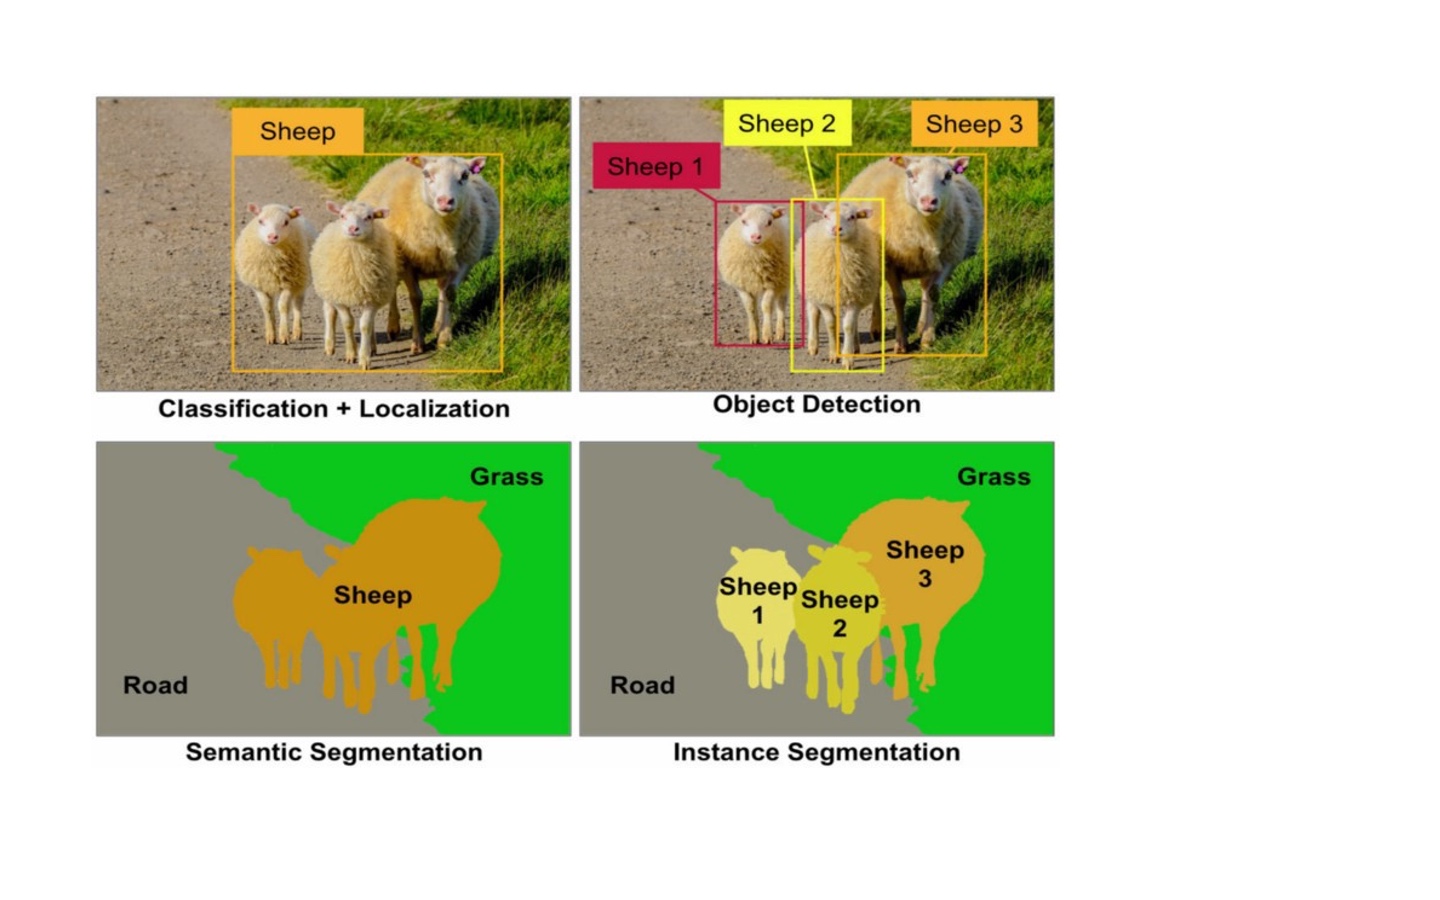 Sheep
Sheep 1
Sheep 2
Sheep 3
Classification + Localization
Object Detection
Grass
Sheep
Road
Grass
Sheep
3
Sheep
1
Sheep
2
Road
Semantic Segmentation
Instance Segmentation